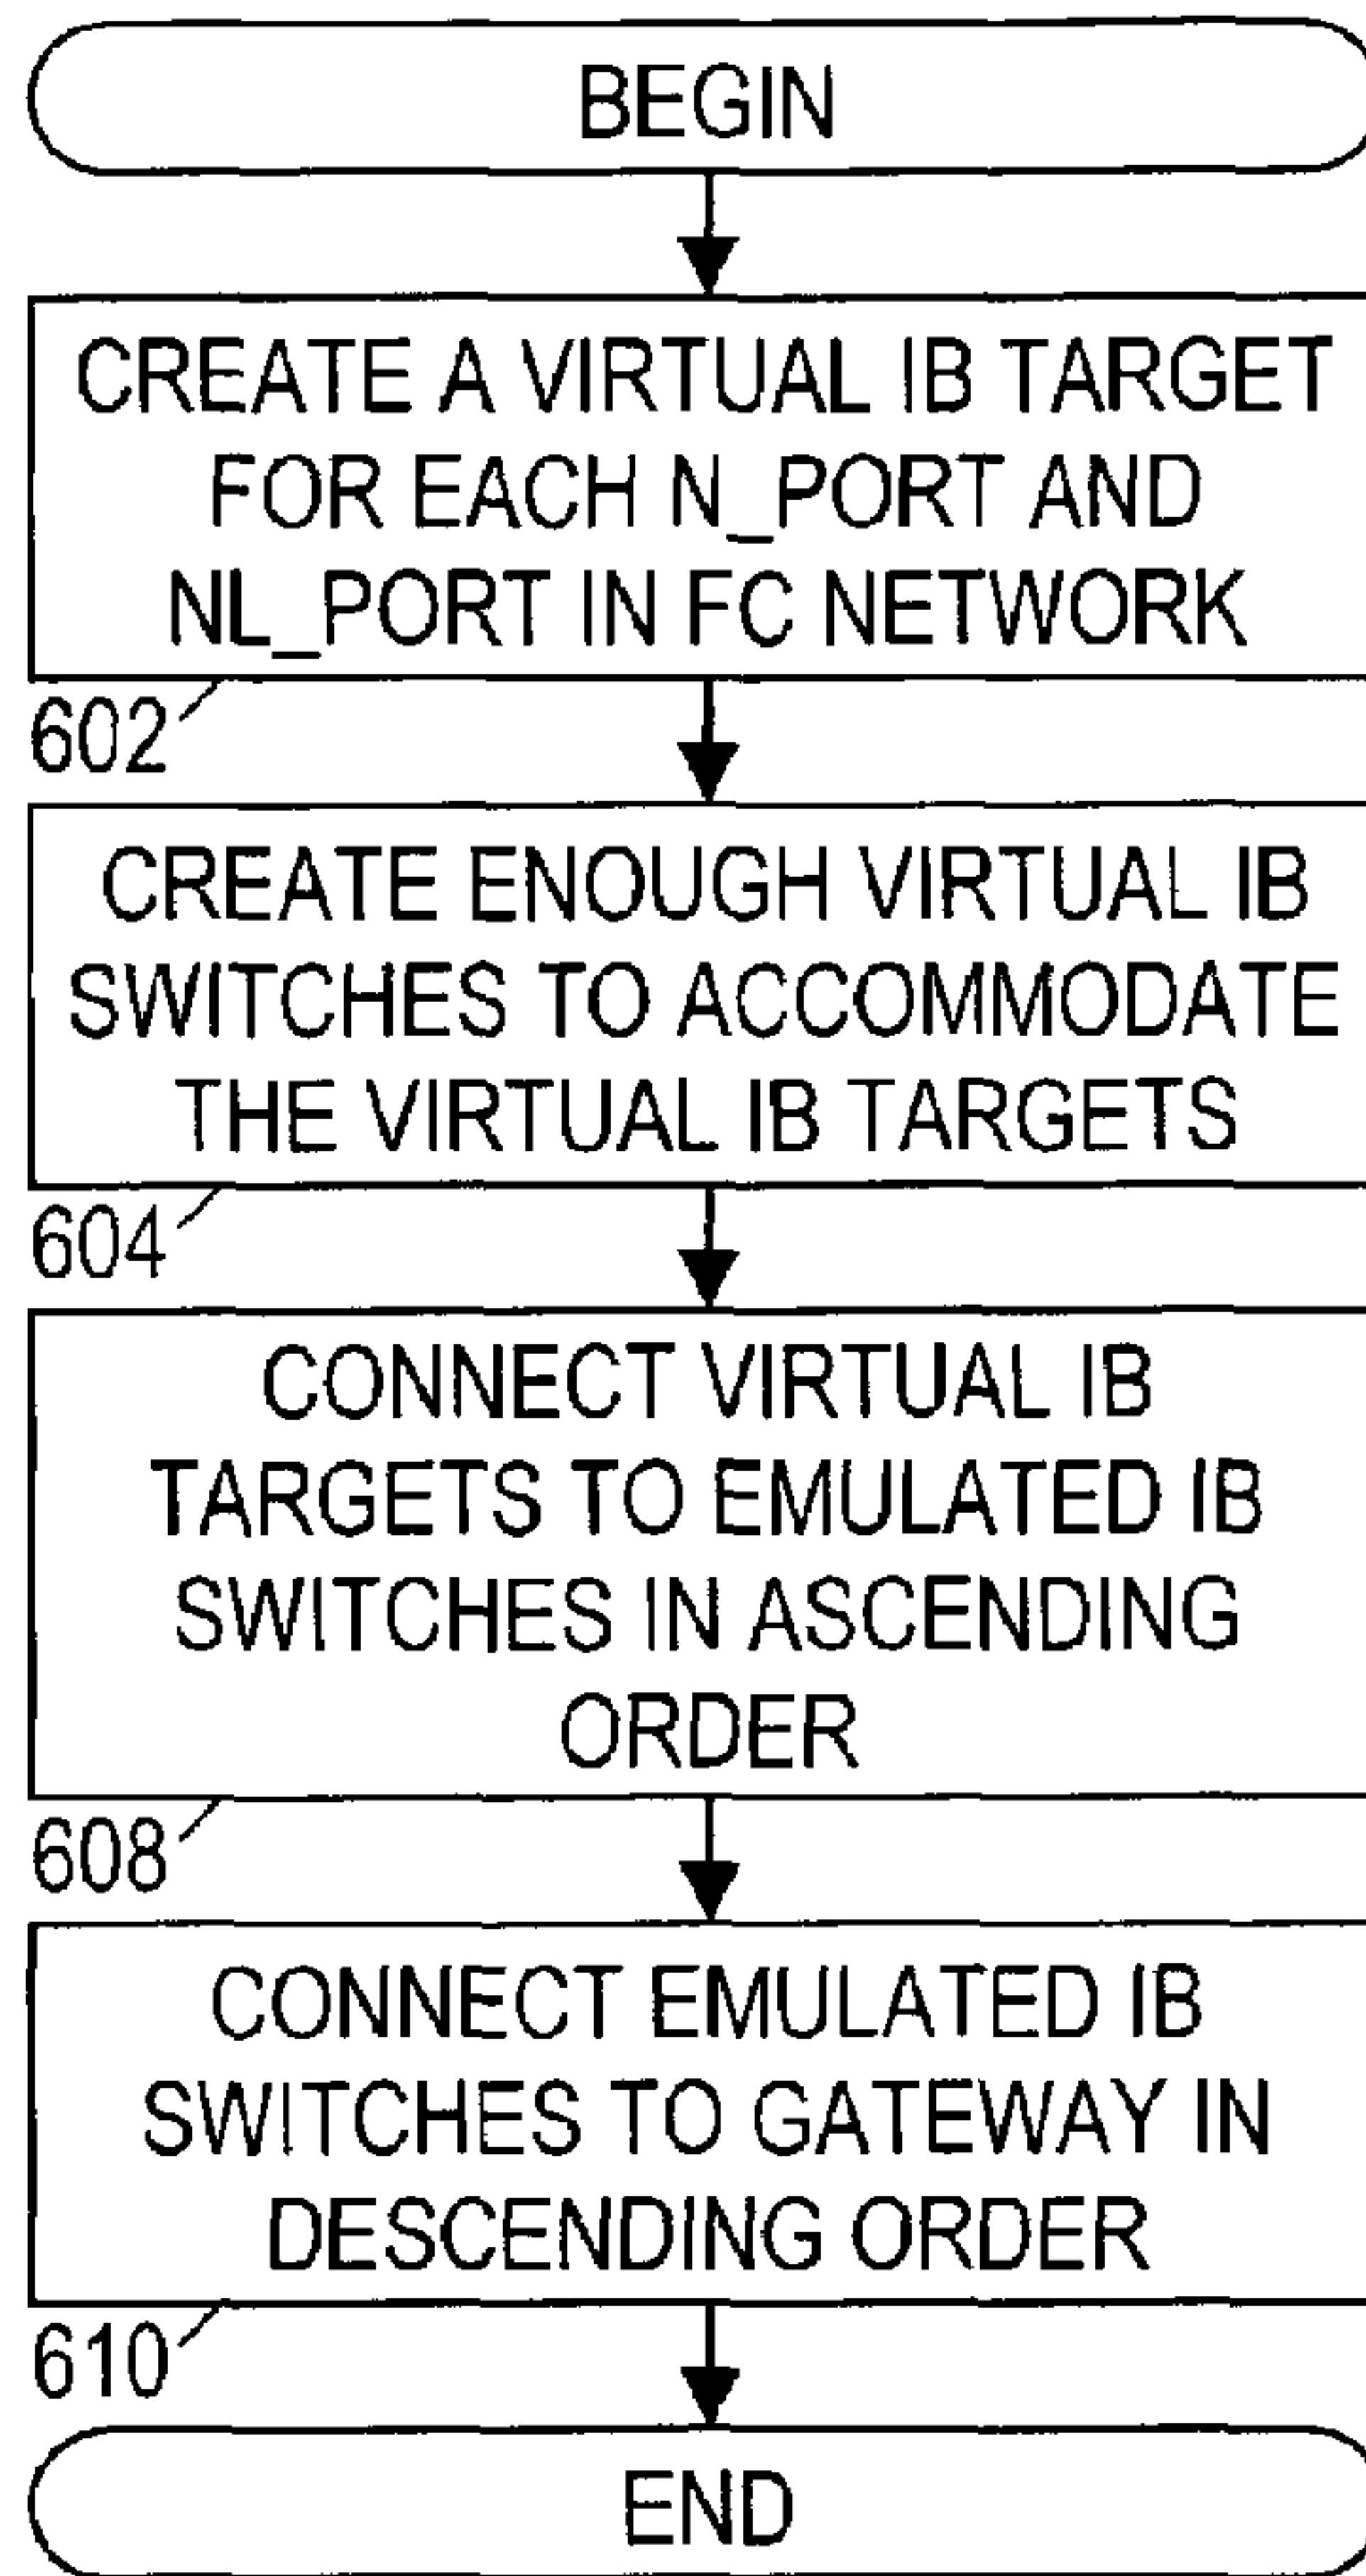 BEGIN
CREATE A VIRTUAL IB TARGET
FOR EACH N_PORT AND
NL_PORT IN FC NETWORK
602
CREATE ENOUGH VIRTUAL IB
SWITCHES TO ACCOMMODATE
THE VIRTUAL IB TARGETS
604
CONNECT VIRTUAL IB
TARGETS TO EMULATED IB
SWITCHES IN ASCENDING
ORDER
608
CONNECT EMULATED IB
SWITCHES TO GATEWAY IN
DESCENDING ORDER
610
END